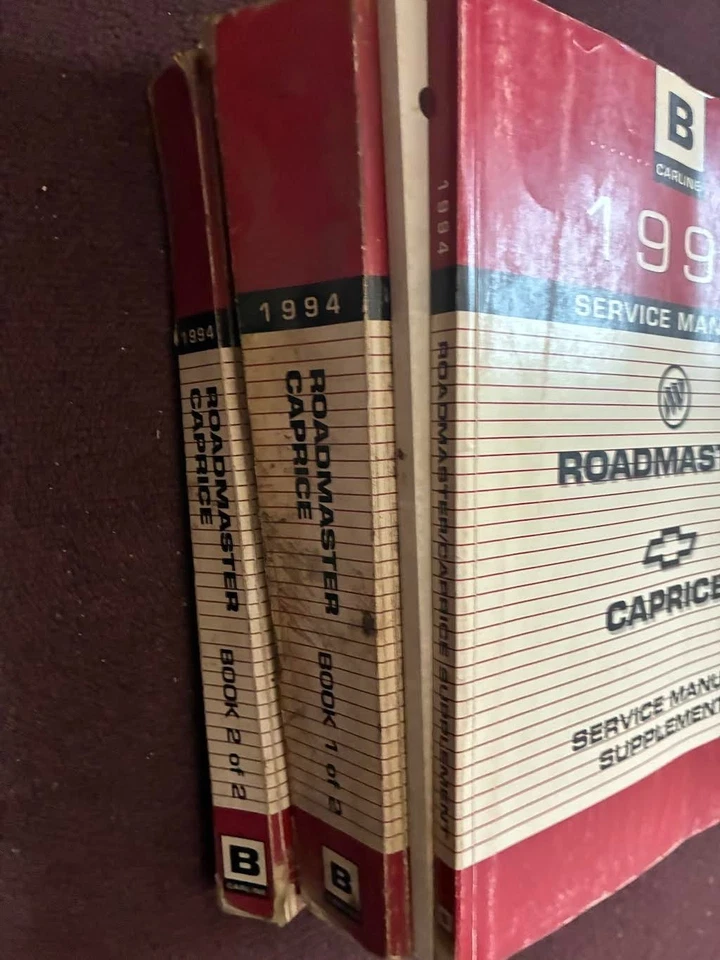 1994
ROADMASTER
CAPRICE
BOOK 2 of 2
B
CARLINE
1994
ROADMASTER
CAPRICE
BOOK 1 of 2
B
1994
ROADMASTER/CAPRICE SUPPLEMENT
B
CARLINE
199
SERVICE MAN
ROADMAST
CAPRICE
SERVICE MANU
SUPPLEMENT